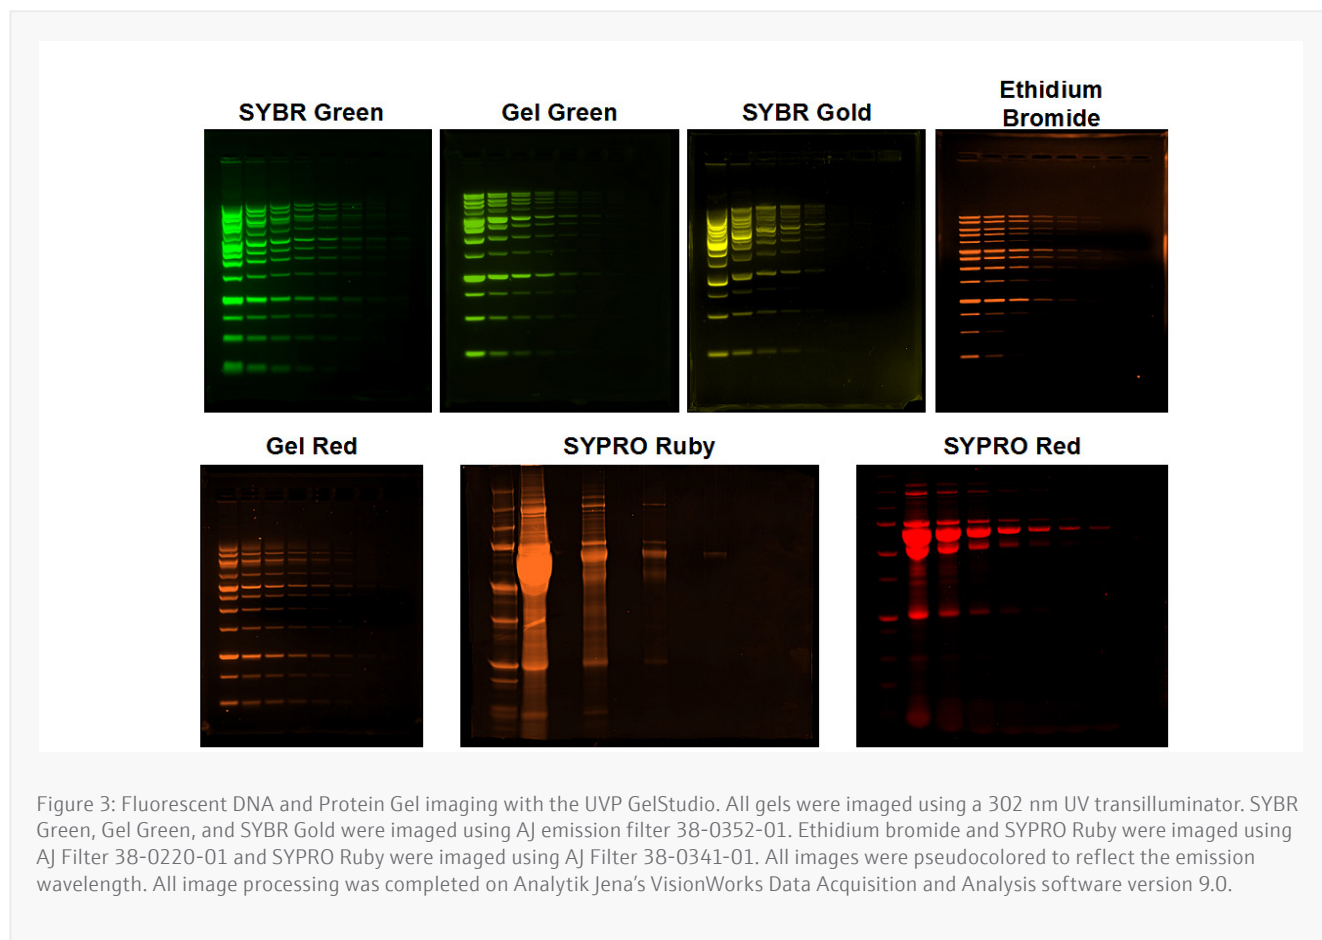 SYBR Green
Gel Green
SYBR Gold
Ethidium
Bromide
Gel Red
SYPRO Ruby
SYPRO Red
Figure 3: Fluorescent DNA and Protein Gel imaging with the UVP GelStudio. All gels were imaged using a 302 nm UV transilluminator. SYBR
Green, Gel Green, and SYBR Gold were imaged using AJ emission filter 38-0352-01. Ethidium bromide and SYPRO Ruby were imaged using
AJ Filter 38-0220-01 and SYPRO Ruby were imaged using AJ Filter 38-0341-01. All images were pseudocolored to reflect the emission
wavelength. All image processing was completed on Analytik Jena’s VisionWorks Data Acquisition and Analysis software version 9.0.